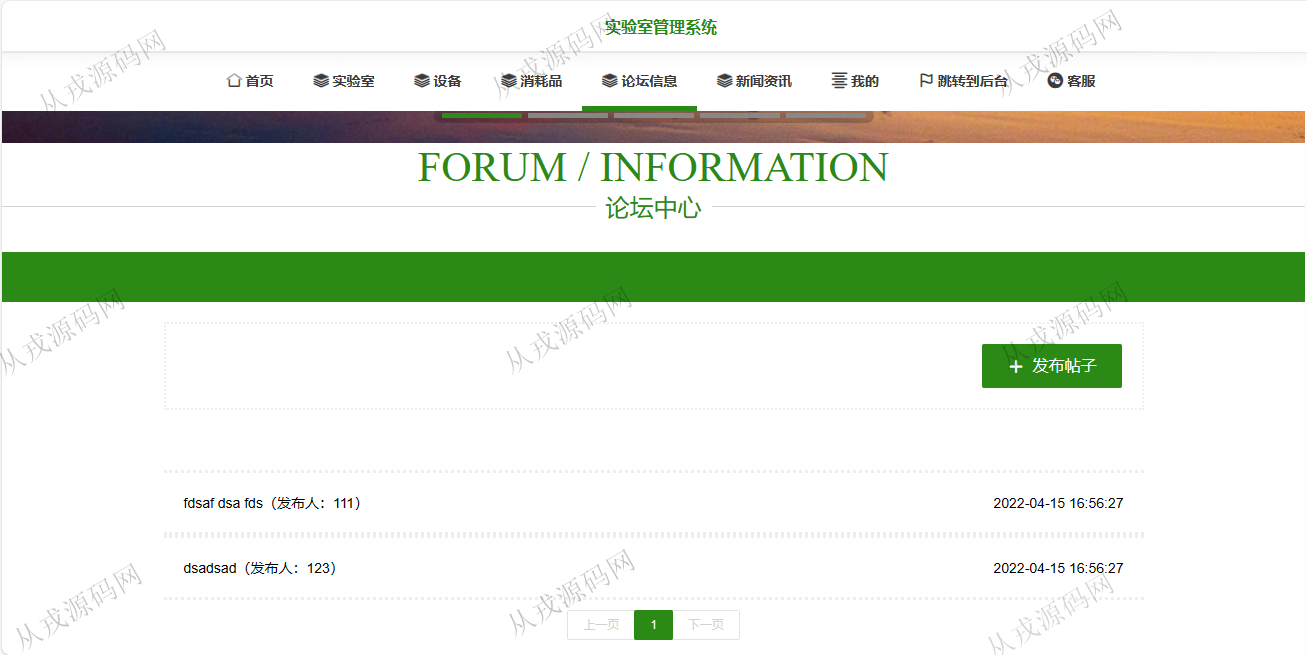 实验室管理系统
首页 实验室 设备 消耗品 论坛信息 新闻资讯 我的 跳转到后台 客服
FORUM / INFORMATION
论坛中心
+ 发布帖子
fdsaf dsa fds（发布人：111） 2022-04-15 16:56:27
dsadsad（发布人：123） 2022-04-15 16:56:27
上一页 1 下一页
从戎源码网
从戎源码网
从戎源码网
从戎源码网
从戎源码网
从戎源码网
从戎源码网
从戎源码网
从戎源码网